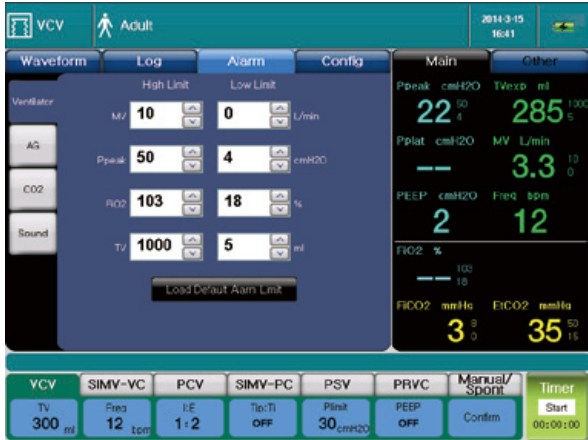 VCV Adult 2014-3-15
16:41
Waveform Log Alarm Config Main Other
High Limit Low Limit
Ventilator
MV 10 0 L/min
AG
Ppeak 50 4 cmH2O
CO2
FiO2 103 18 %
Sound
TV 1000 5 ml
Load Default Alarm Limit
Ppeak cmH2O TVexp ml
22 50 4 285 1000 5
Pplat cmH2O MV L/min
-- 3.3 10 0
PEEP cmH2O Freq bpm
2 12
FiO2 %
-- 103 18
FiCO2 mmHg EtCO2 mmHg
3 8 0 35 50 15
VCV SIMV-VC PCV SIMV-PC PSV PRVC Manual/Spont Timer
TV Freq I:E Tip:Ti Plimit PEEP Confirm Start
300 ml 12 bpm 1:2 OFF 30 cmH2O OFF 00:00:00